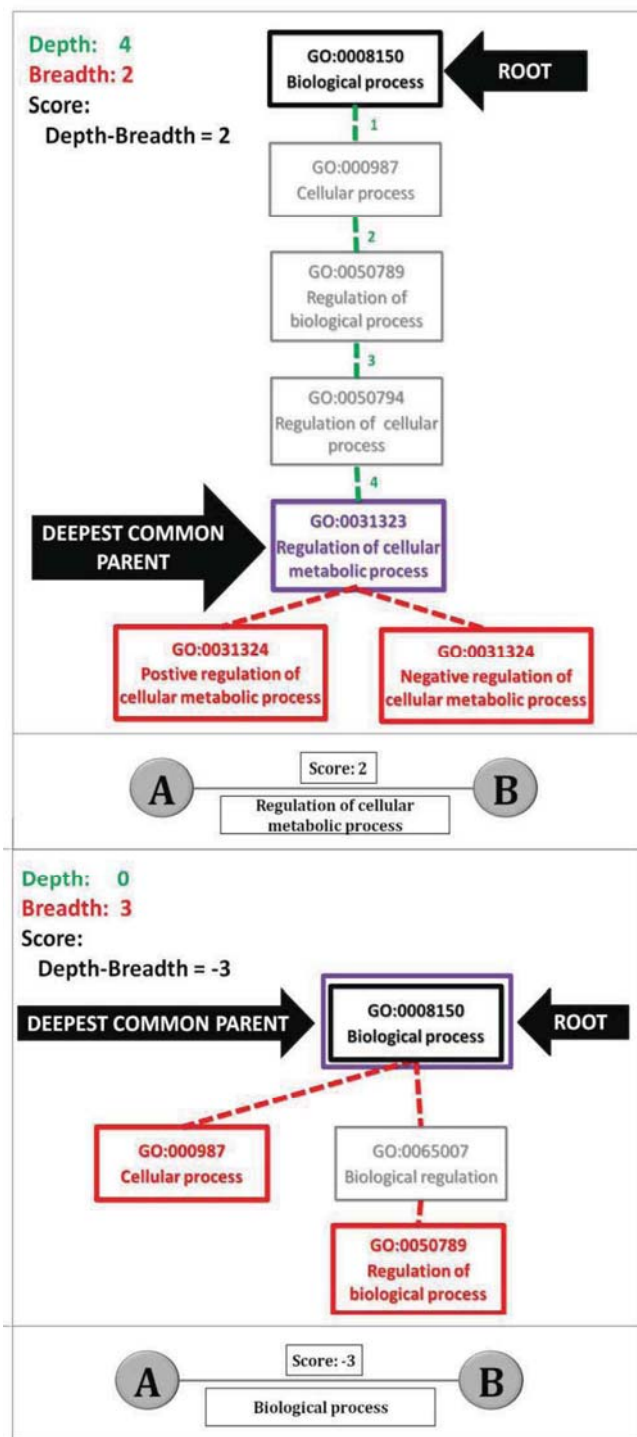 Depth: 4
Breadth: 2
Score:
Depth-Breadth = 2
GO:0008150
Biological process
ROOT
1
GO:000987
Cellular process
2
GO:0050789
Regulation of
biological process
3
GO:0050794
Regulation of cellular
process
4
DEEPEST COMMON
PARENT
GO:0031323
Regulation of cellular
metabolic process
GO:0031324
Postive regulation of
cellular metabolic process
GO:0031324
Negative regulation of
cellular metabolic process
A
Score: 2
Regulation of cellular
metabolic process
B
Depth: 0
Breadth: 3
Score:
Depth-Breadth = -3
DEEPEST COMMON PARENT
GO:0008150
Biological process
ROOT
GO:000987
Cellular process
GO:0065007
Biological regulation
GO:0050789
Regulation of
biological process
A
Score: -3
Biological process
B